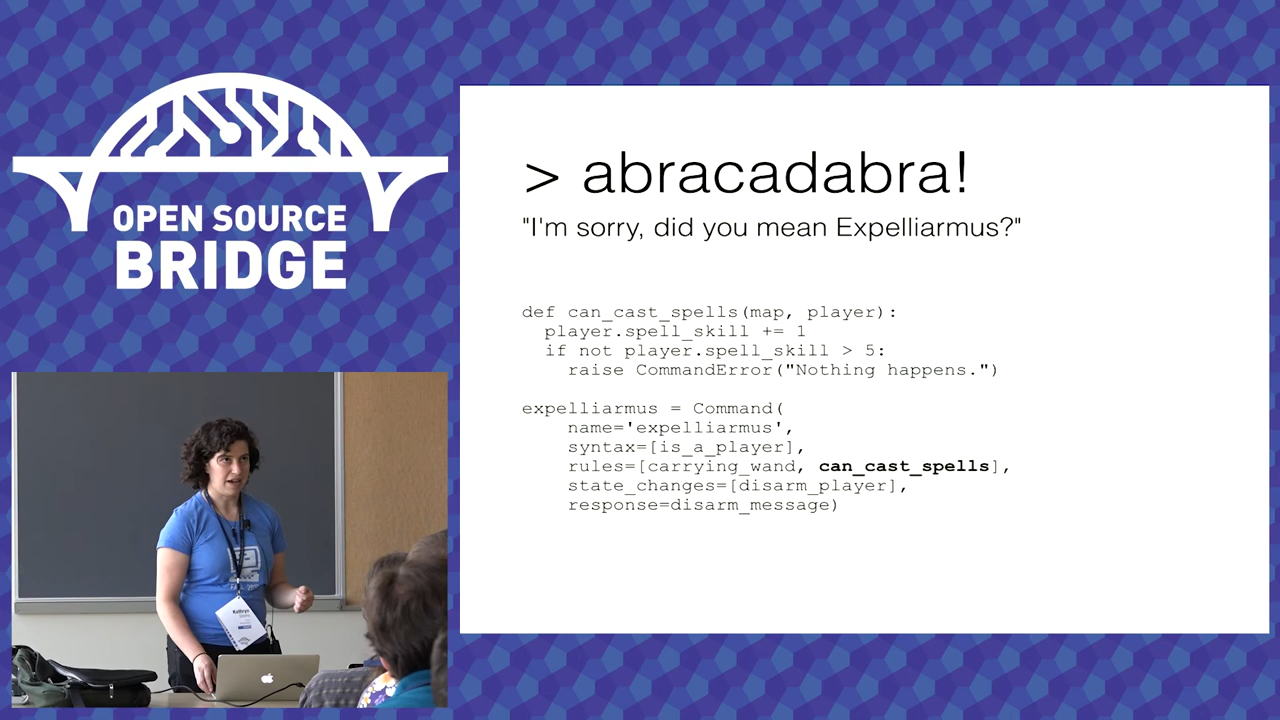 OPEN SOURCE
BRIDGE
> abracadabra!
"I'm sorry, did you mean Expelliarmus?"
def can_cast_spells(map, player):
  player.spell_skill += 1
  if not player.spell_skill > 5:
    raise CommandError("Nothing happens.")
expelliarmus = Command(
    name='expelliarmus',
    syntax=[is_a_player],
    rules=[carrying_wand, can_cast_spells],
    state_changes=[disarm_player],
    response=disarm_message)
Kathryn